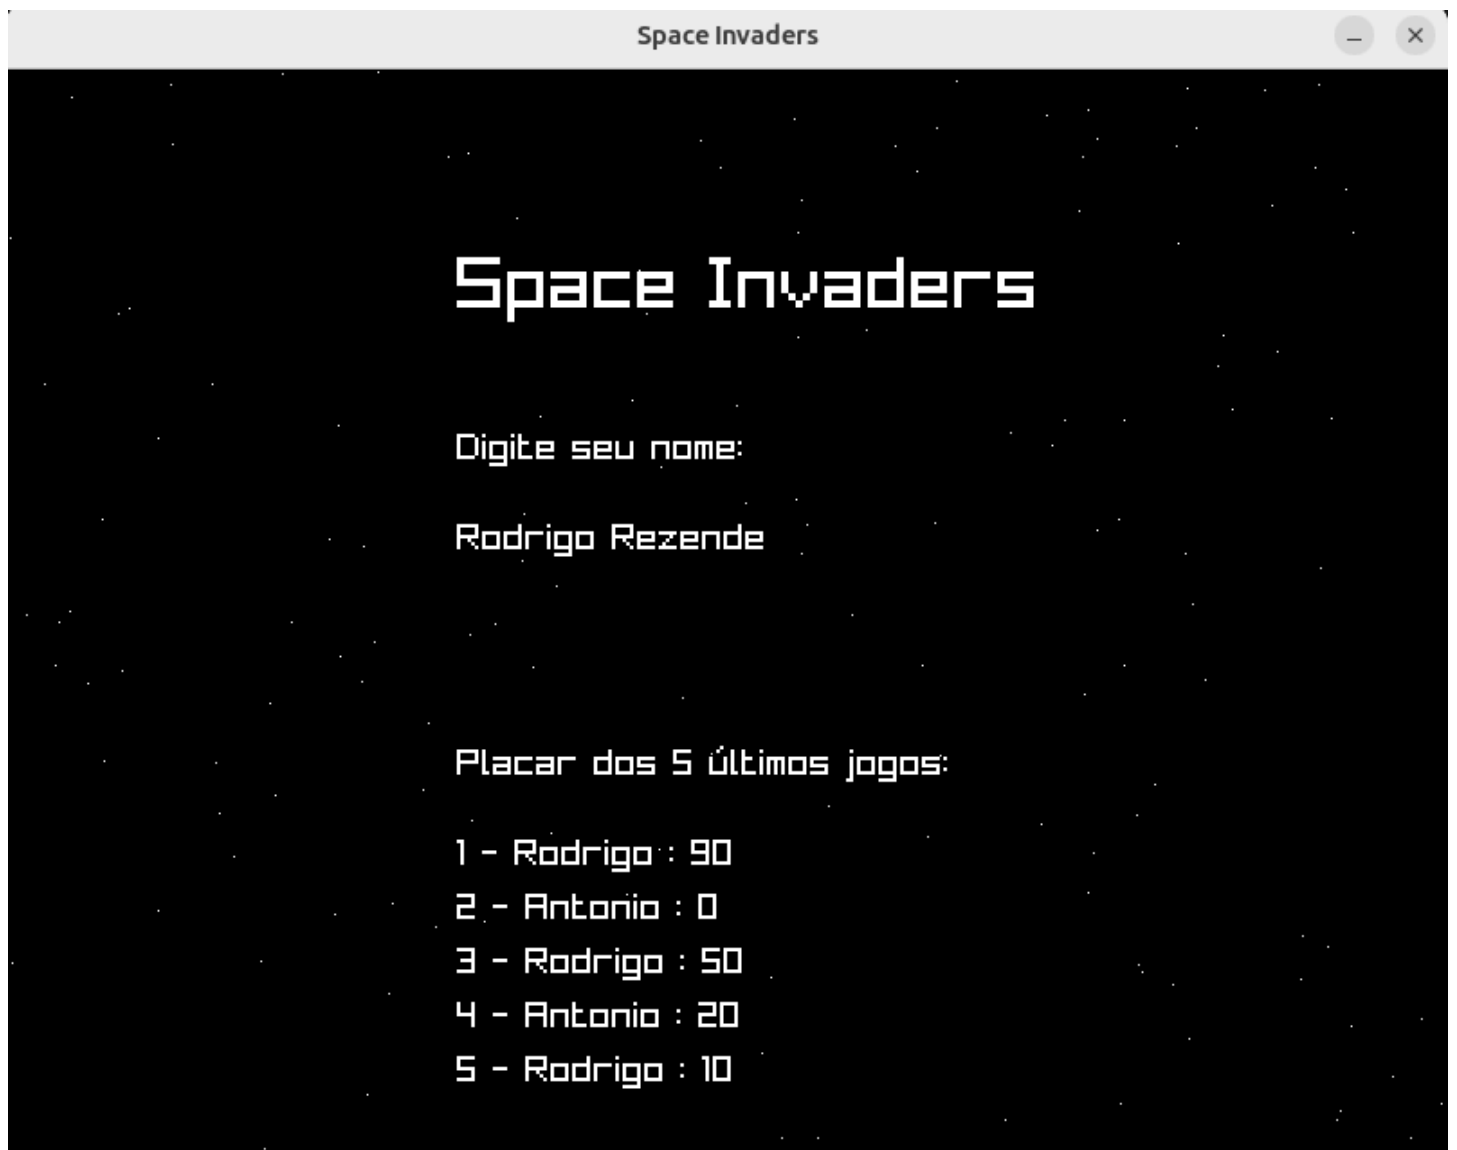 Space Invaders
Space Invaders
Digite seu nome:
Rodrigo Rezende
Placar dos 5 últimos jogos:
1 - Rodrigo : 90
2 - Antonio : 0
3 - Rodrigo : 50
4 - Antonio : 20
5 - Rodrigo : 10